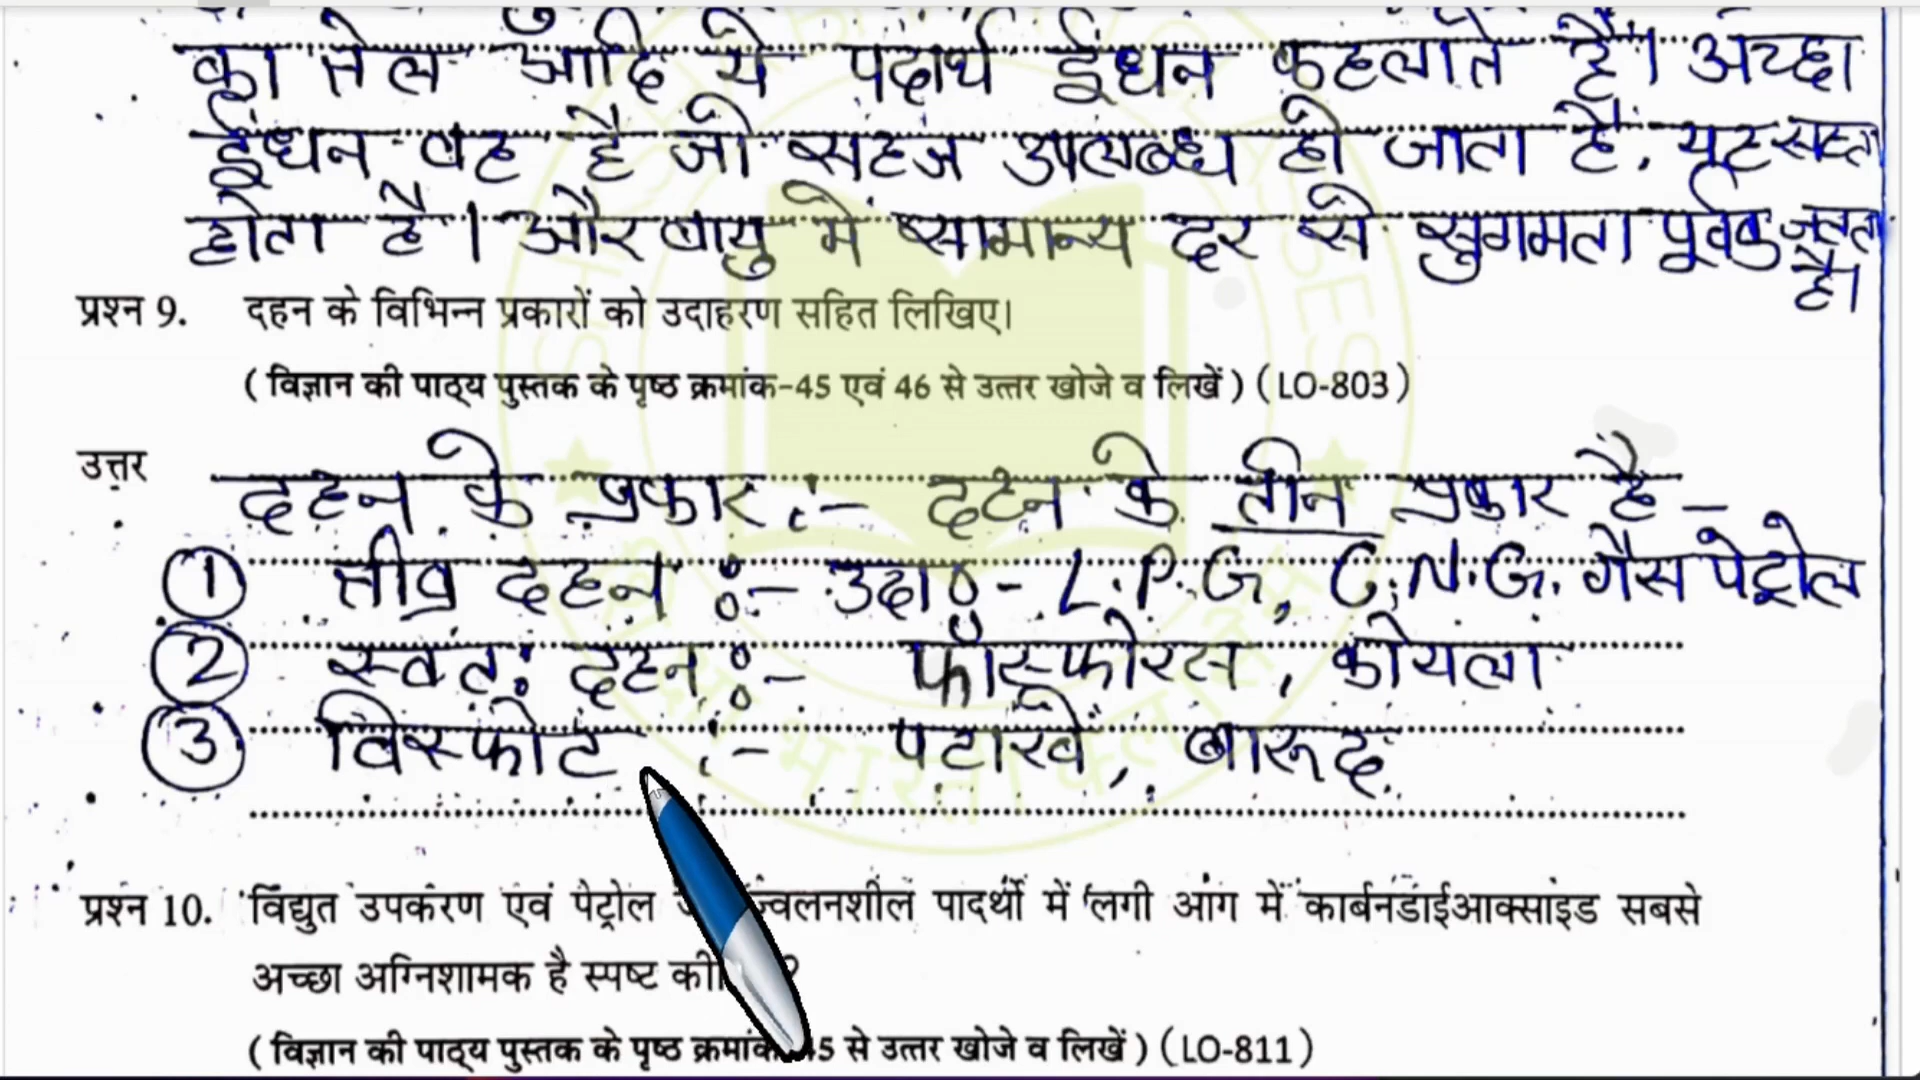 का तेल आदि ये पदार्थ ईंधन कहलाते हैं। अच्छा
ईंधन वह है जो सहज उपलब्ध हो जाता है. यह सस्ता
होता है। और वायु में सामान्य दर से सुगमता पूर्वक जलता
है।
प्रश्न 9. दहन के विभिन्न प्रकारों को उदाहरण सहित लिखिए।
( विज्ञान की पाठ्य पुस्तक के पृष्ठ क्रमांक-45 एवं 46 से उत्तर खोजे व लिखें ) (LO-803)
उत्तर
दहन के प्रकार :- दहन के तीन प्रकार है -
① तीव्र दहन :- उदा० - L.P.G, C.N.G. गैस पेट्रोल
② स्वतः दहन :- फॉस्फोरस, कोयला
③ विस्फोट :- पटाखे, बारूद
प्रश्न 10. विद्युत उपकरण एवं पेट्रोल ज्वलनशील पादर्थो में लगी आग में कार्बनडाईआक्साइड सबसे
अच्छा अग्निशामक है स्पष्ट की ?
( विज्ञान की पाठ्य पुस्तक के पृष्ठ क्रमांक 45 से उत्तर खोजे व लिखें ) (LO-811)